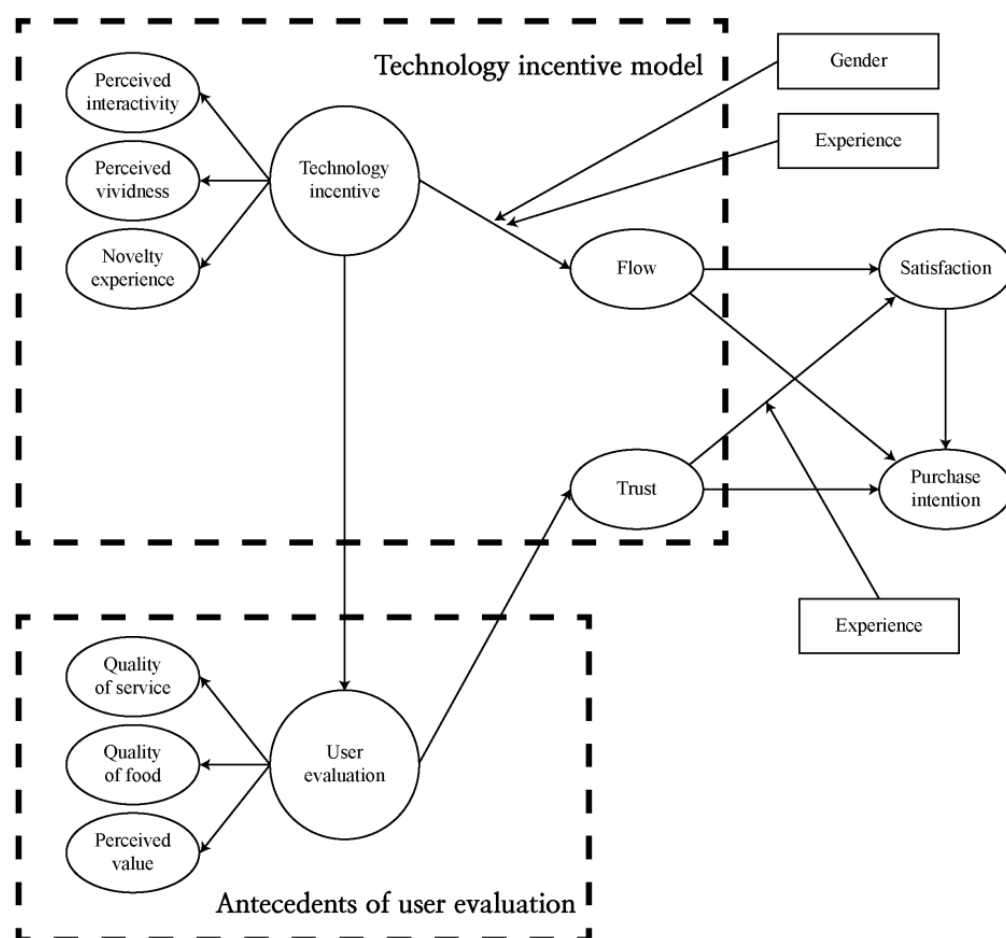 Technology incentive model
Perceived
interactivity
Perceived
vividness
Novelty
experience
Technology
incentive
Gender
Experience
Flow
Satisfaction
Trust
Purchase
intention
Experience
Quality
of service
Quality
of food
Perceived
value
User
evaluation
Antecedents of user evaluation